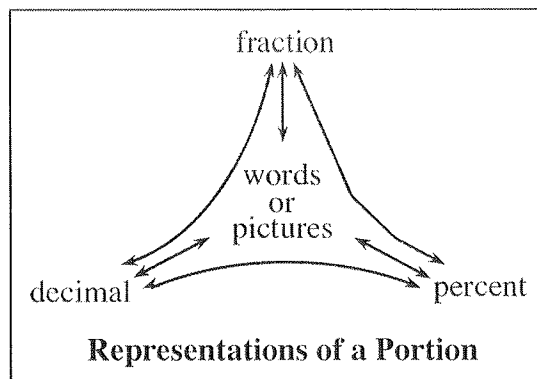 fraction
words
or
pictures
decimal
percent
Representations of a Portion